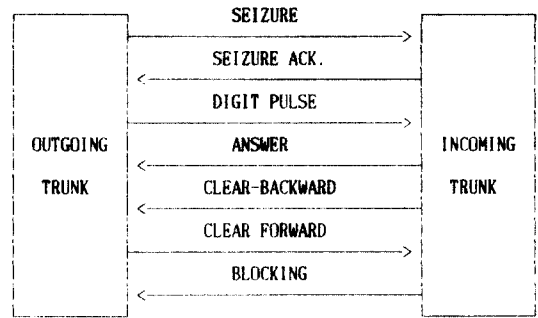 SEIZURE
SEIZURE ACK.
DIGIT PULSE
OUTGOING TRUNK
ANSWER
INCOMING TRUNK
CLEAR-BACKWARD
CLEAR FORWARD
BLOCKING